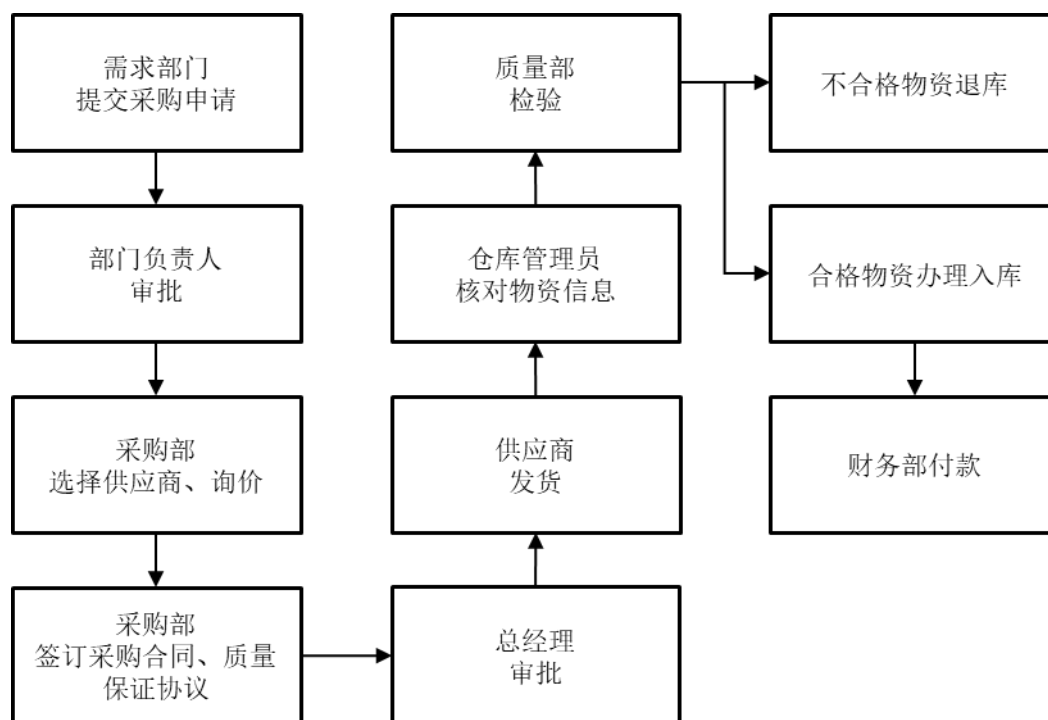 需求部门
提交采购申请
部门负责人
审批
采购部
选择供应商、询价
采购部
签订采购合同、质量
保证协议
总经理
审批
供应商
发货
仓库管理员
核对物资信息
质量部
检验
不合格物资退库
合格物资办理入库
财务部付款